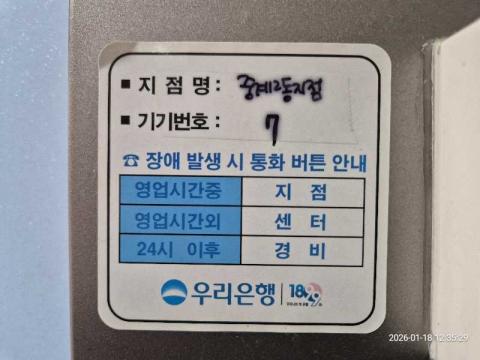 ■ 지 점 명 : 중계2동지점
■ 기기번호 : 7
☎ 장애 발생 시 통화 버튼 안내
영업시간중 지 점
영업시간외 센 터
24시 이후 경 비
우리은행 1899
2026-01-18 12:35:29